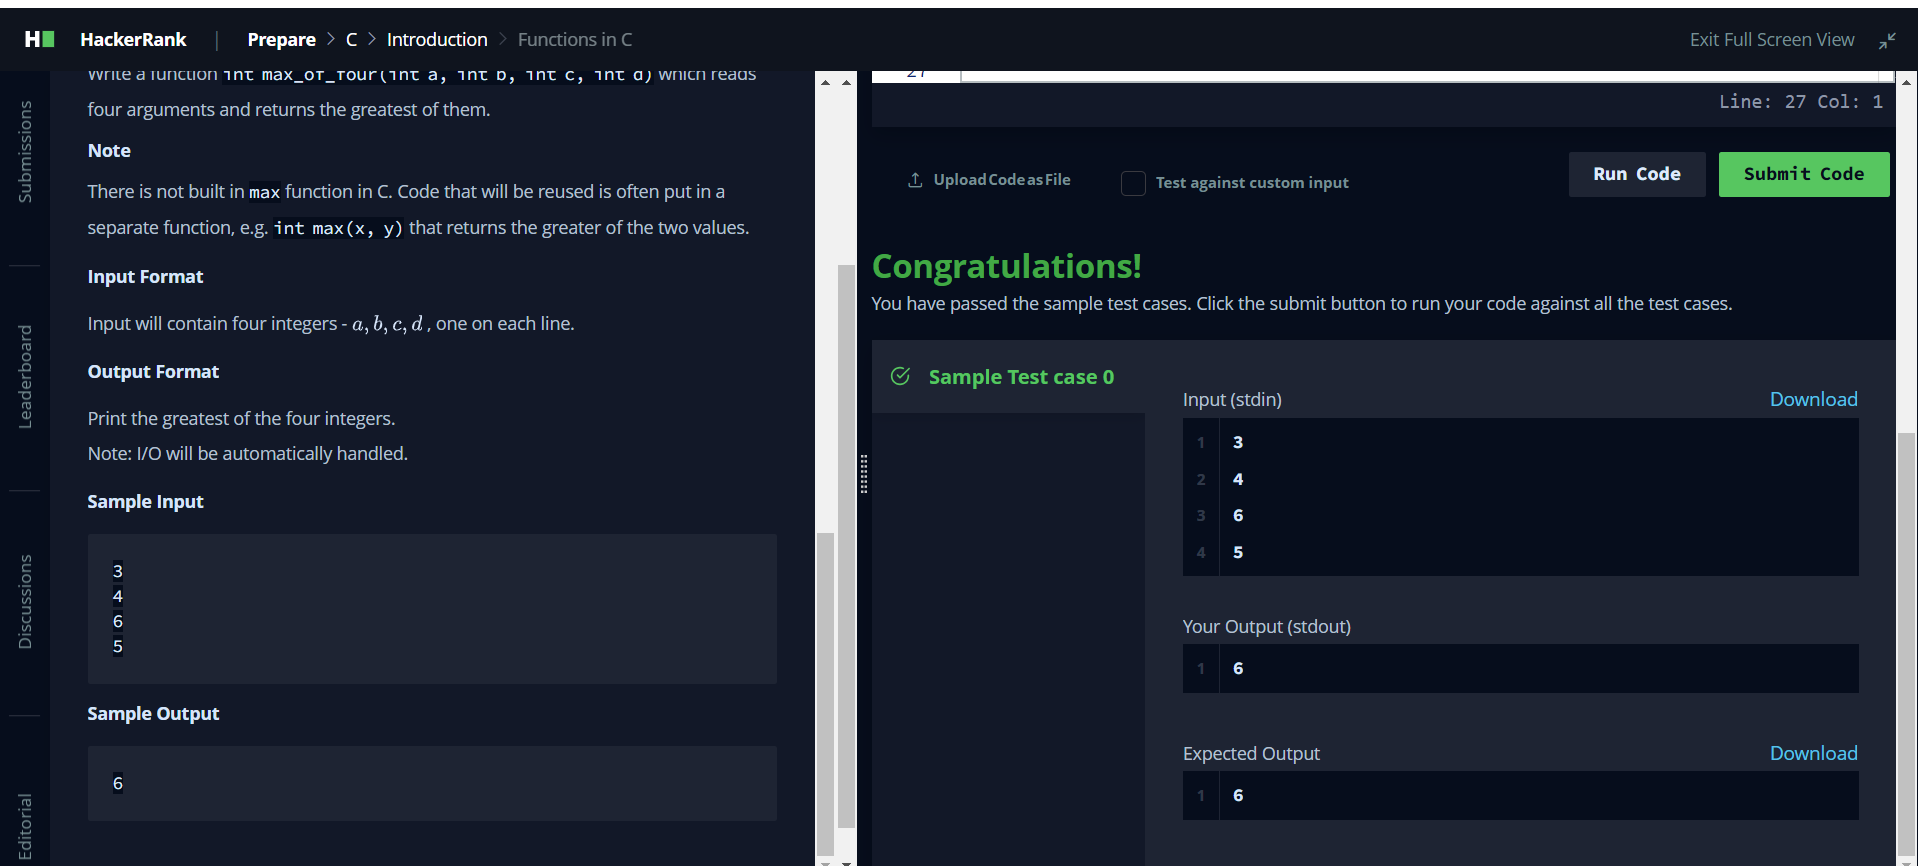 HackerRank | Prepare > C > Introduction > Functions in C
Exit Full Screen View
Submissions
Leaderboard
Discussions
Editorial
Write a function int max_of_four(int a, int b, int c, int d) which reads
four arguments and returns the greatest of them.
Note
There is not built in max function in C. Code that will be reused is often put in a
separate function, e.g. int max(x, y) that returns the greater of the two values.
Input Format
Input will contain four integers - a, b, c, d , one on each line.
Output Format
Print the greatest of the four integers.
Note: I/O will be automatically handled.
Sample Input
3
4
6
5
Sample Output
6
27
Line: 27 Col: 1
Upload Code as File
Test against custom input
Run Code
Submit Code
Congratulations!
You have passed the sample test cases. Click the submit button to run your code against all the test cases.
Sample Test case 0
Input (stdin)
Download
1 3
2 4
3 6
4 5
Your Output (stdout)
1 6
Expected Output
Download
1 6